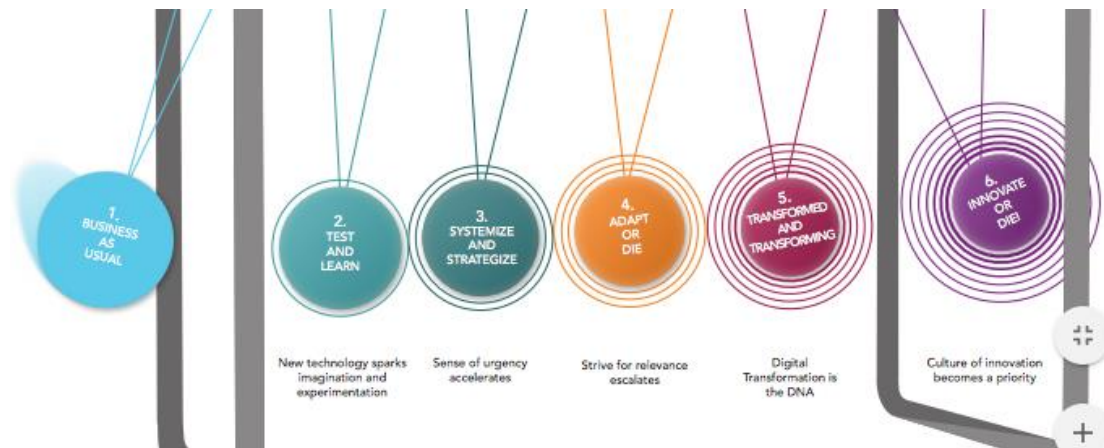 1.
BUSINESS
AS
USUAL
2.
TEST
AND
LEARN
3.
SYSTEMIZE
AND
STRATEGIZE
4.
ADAPT
OR
DIE
5.
TRANSFORMED
AND
TRANSFORMING
6.
INNOVATE
OR
DIE!
New technology sparks
imagination and
experimentation
Sense of urgency
accelerates
Strive for relevance
escalates
Digital
Transformation is
the DNA
Culture of innovation
becomes a priority